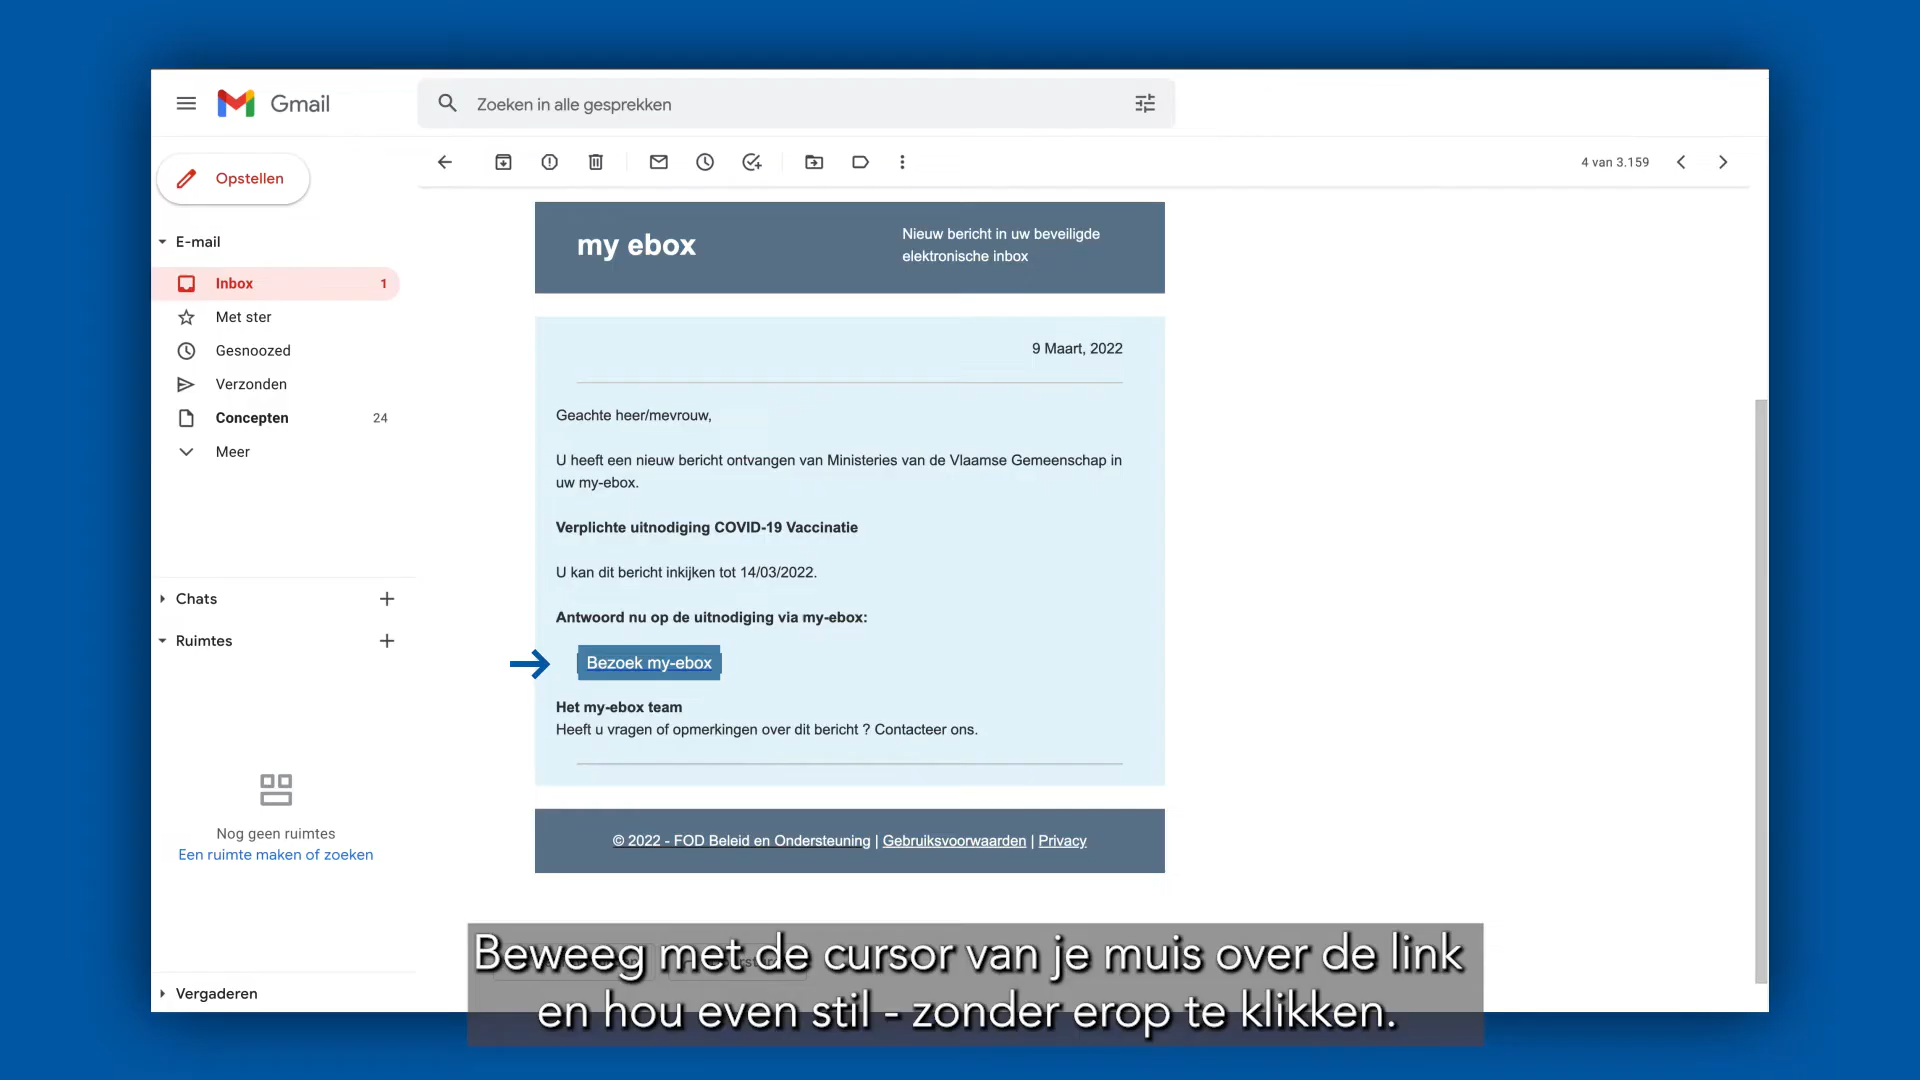 Gmail
Zoeken in alle gesprekken
Opstellen
4 van 3.159
E-mail
Inbox 1
Met ster
Gesnoozed
Verzonden
Concepten 24
Meer
Chats
Ruimtes
Nog geen ruimtes
Een ruimte maken of zoeken
Vergaderen
my ebox
Nieuw bericht in uw beveiligde
elektronische inbox
9 Maart, 2022
Geachte heer/mevrouw,
U heeft een nieuw bericht ontvangen van Ministeries van de Vlaamse Gemeenschap in
uw my-ebox.
Verplichte uitnodiging COVID-19 Vaccinatie
U kan dit bericht inkijken tot 14/03/2022.
Antwoord nu op de uitnodiging via my-ebox:
Bezoek my-ebox
Het my-ebox team
Heeft u vragen of opmerkingen over dit bericht ? Contacteer ons.
© 2022 - FOD Beleid en Ondersteuning | Gebruiksvoorwaarden | Privacy
Beweeg met de cursor van je muis over de link
en hou even stil - zonder erop te klikken.